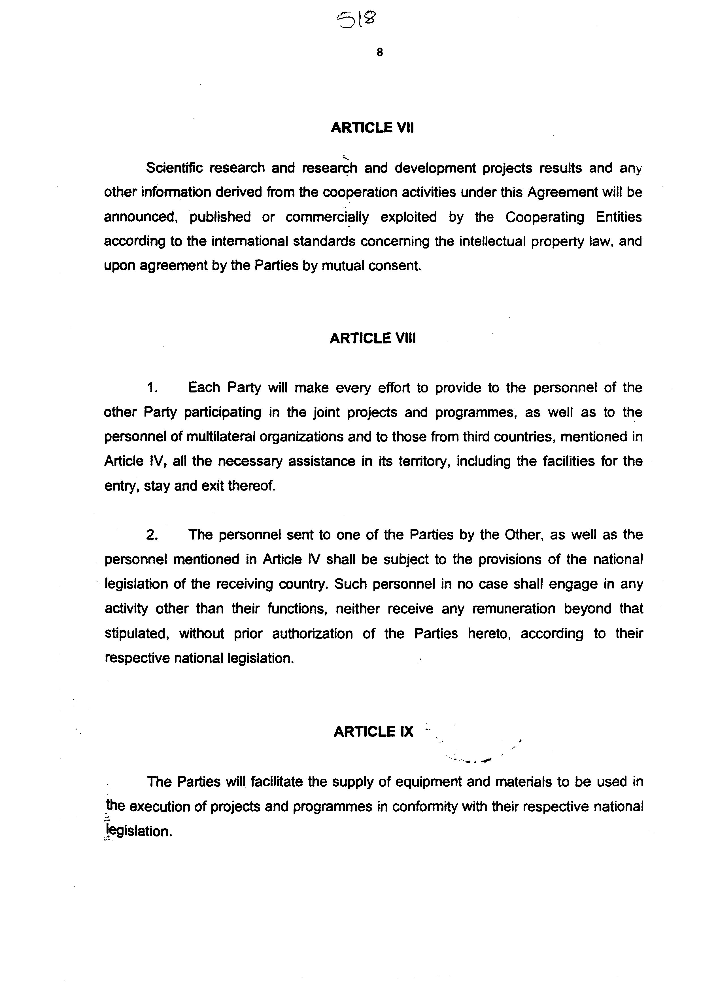 518
8
ARTICLE VII
Scientific research and research and development projects results and any
other information derived from the cooperation activities under this Agreement will be
announced, published or commercially exploited by the Cooperating Entities
according to the international standards concerning the intellectual property law, and
upon agreement by the Parties by mutual consent.
ARTICLE VIII
1. Each Party will make every effort to provide to the personnel of the
other Party participating in the joint projects and programmes, as well as to the
personnel of multilateral organizations and to those from third countries, mentioned in
Article IV, all the necessary assistance in its territory, including the facilities for the
entry, stay and exit thereof.
2. The personnel sent to one of the Parties by the Other, as well as the
personnel mentioned in Article IV shall be subject to the provisions of the national
legislation of the receiving country. Such personnel in no case shall engage in any
activity other than their functions, neither receive any remuneration beyond that
stipulated, without prior authorization of the Parties hereto, according to their
respective national legislation.
ARTICLE IX
The Parties will facilitate the supply of equipment and materials to be used in
the execution of projects and programmes in conformity with their respective national
legislation.